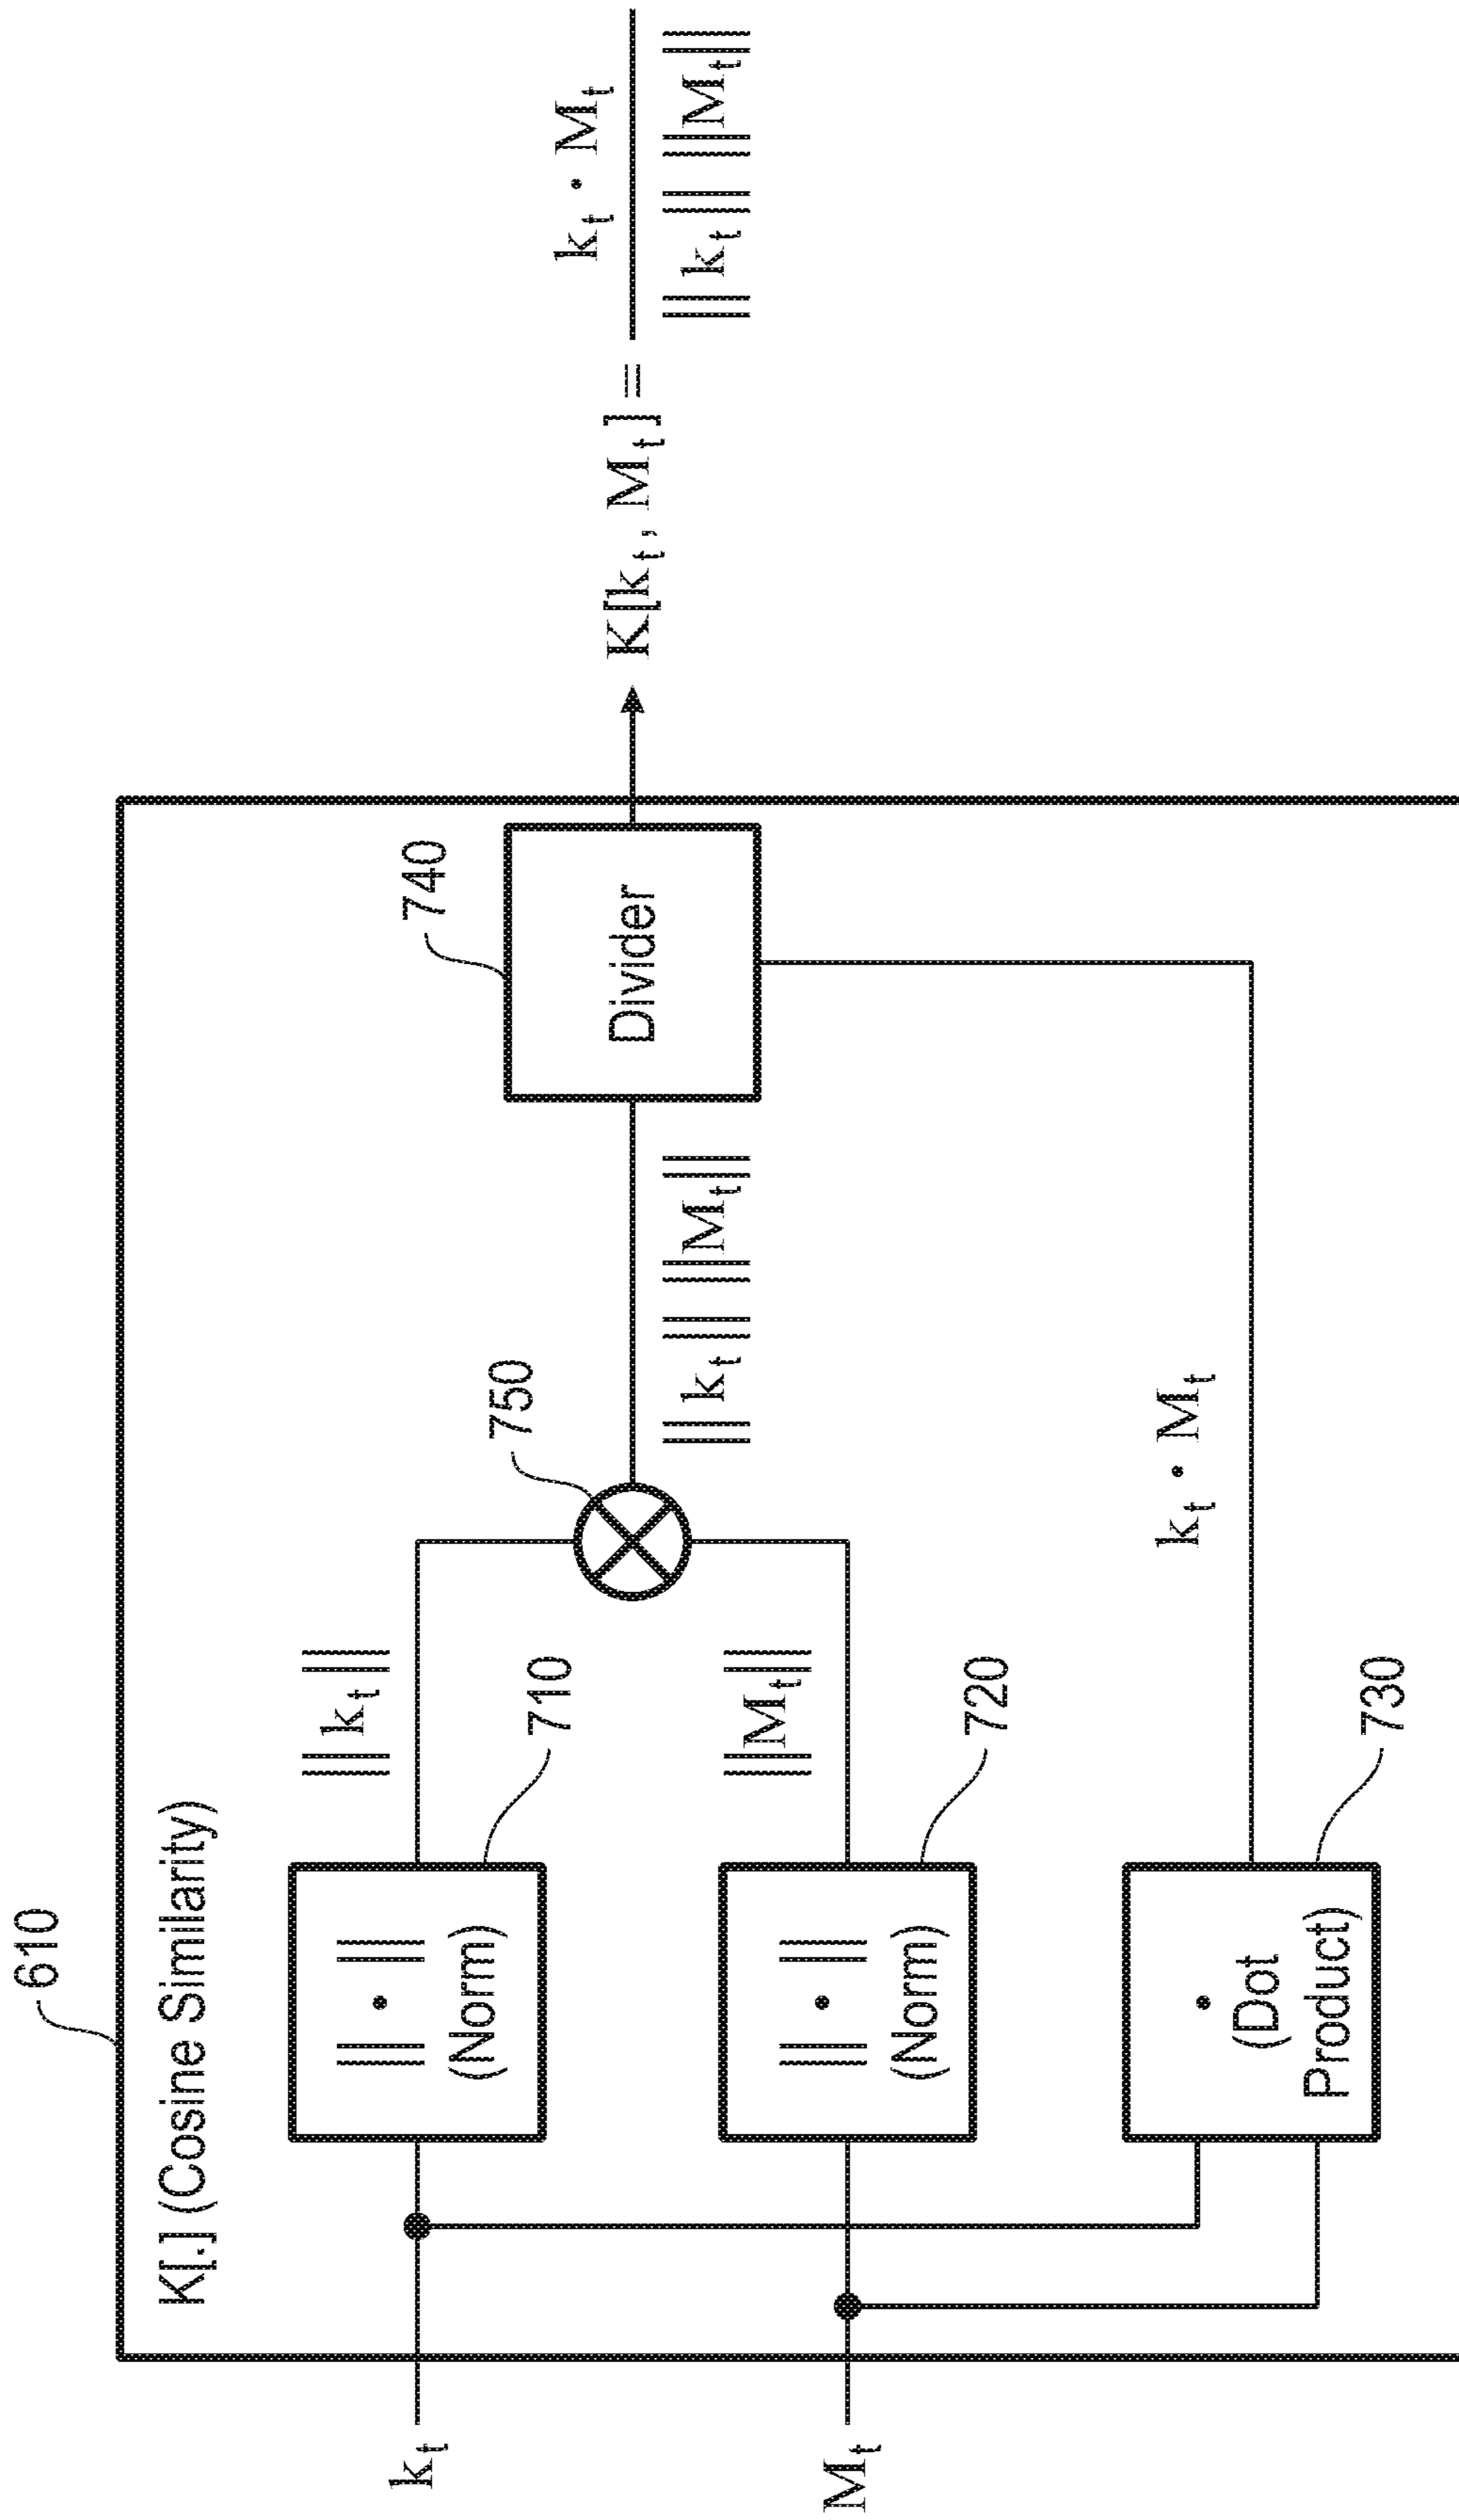 610
K[.] (Cosine Similarity)
k_t
M_t
|| • ||
(Norm)
710
|| k_t ||
|| • ||
(Norm)
720
||M_t||
•
(Dot
Product)
730
k_t • M_t
750
|| k_t || ||M_t||
740
Divider
K[k_t, M_t] =
k_t • M_t
|| k_t || ||M_t||